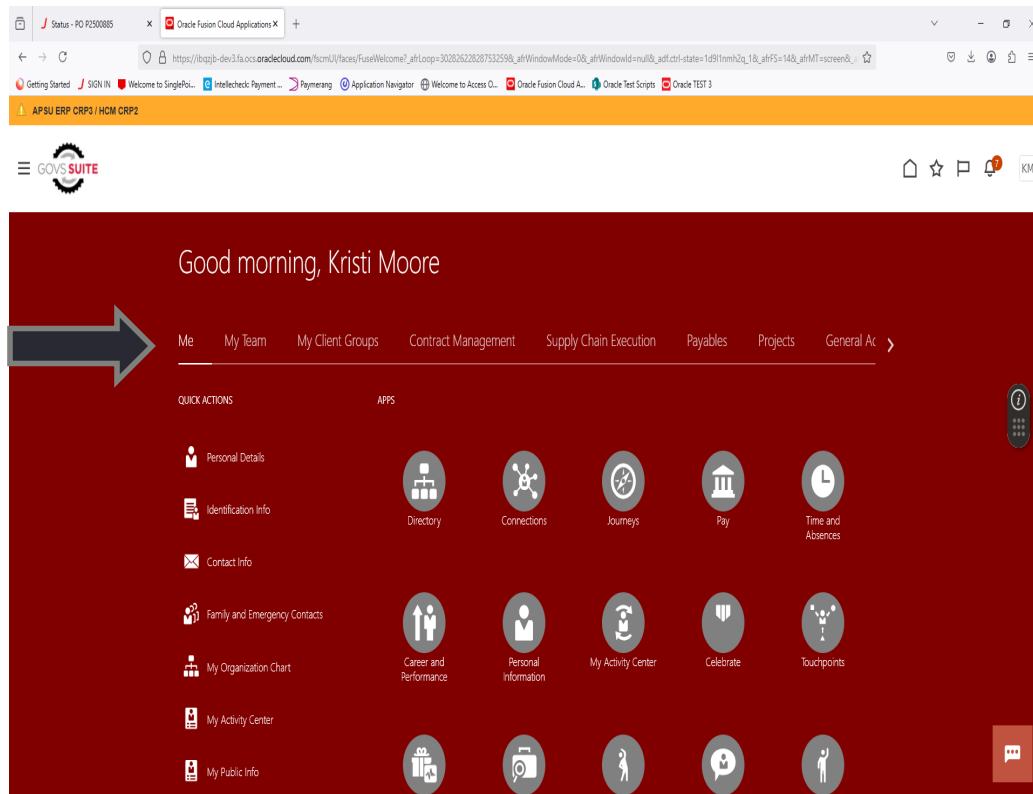 Status - PO P2500885
Oracle Fusion Cloud Applications
https://ibqzjb-dev3.fa.ocs.oraclecloud.com/fscmUI/faces/FuseWelcome?_afrLoop=30282622828753259&_afrWindowMode=0&_afrWindowId=null&_adf.ctrl-state=1d9l1nmh2q_1&_afrFS=14&_afrMT=screen&_
Getting Started SIGN IN Welcome to SinglePoi... Intellecheck: Payment ... Paymerang Application Navigator Welcome to Access O... Oracle Fusion Cloud A... Oracle Test Scripts Oracle TEST 3
APSU ERP CRP3 / HCM CRP2
GOVS SUITE
7
KM
Good morning, Kristi Moore
Me My Team My Client Groups Contract Management Supply Chain Execution Payables Projects General Ac
QUICK ACTIONS
APPS
Personal Details
Identification Info
Contact Info
Family and Emergency Contacts
My Organization Chart
My Activity Center
My Public Info
Directory Connections Journeys Pay Time and
Absences
Career and Personal My Activity Center Celebrate Touchpoints
Performance Information